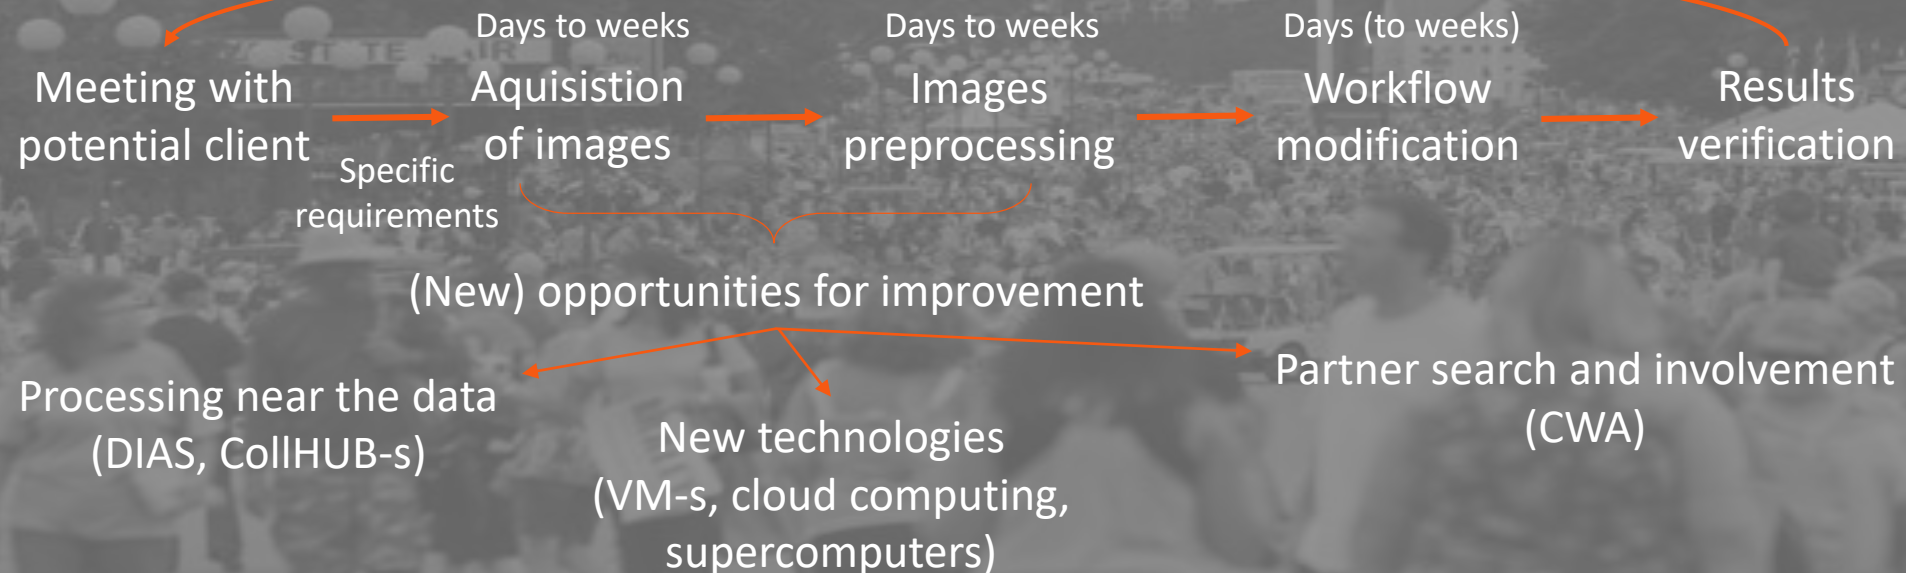 Days to weeks
Days to weeks
Days (to weeks)
Meeting with
potential client
Specific
requirements
Aquisistion
of images
Images
preprocessing
Workflow
modification
Results
verification
(New) opportunities for improvement
Processing near the data
(DIAS, CollHUB-s)
New technologies
(VM-s, cloud computing,
supercomputers)
Partner search and involvement
(CWA)
STATE FAIR